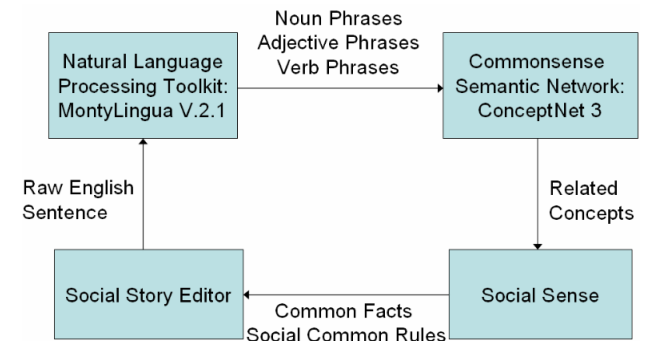 Noun Phrases
Adjective Phrases
Verb Phrases
Natural Language
Processing Toolkit:
MontyLingua V.2.1
Commonsense
Semantic Network:
ConceptNet 3
Raw English
Sentence
Related
Concepts
Social Story Editor
Social Sense
Common Facts
Social Common Rules